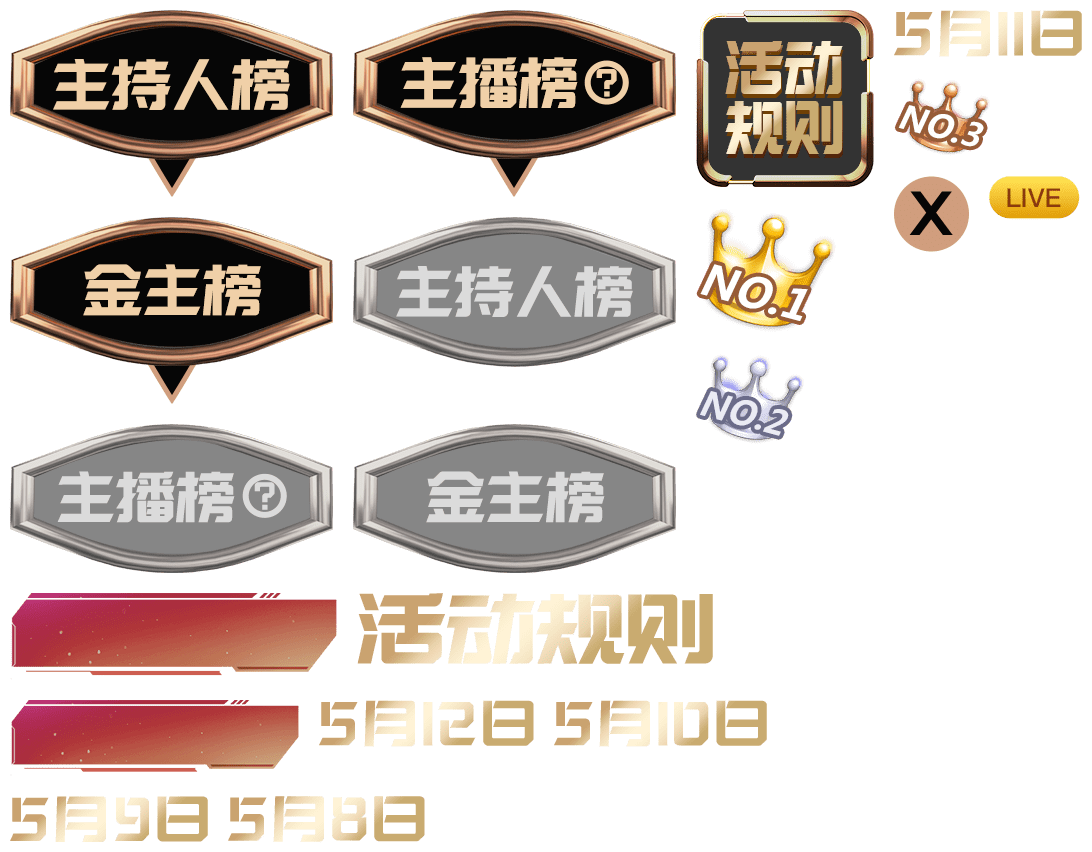 主持人榜
主播榜?
活动
规则
5月11日
NO.3
X
LIVE
金主榜
主持人榜
NO.1
NO.2
主播榜?
金主榜
活动规则
5月12日
5月10日
5月9日
5月8日